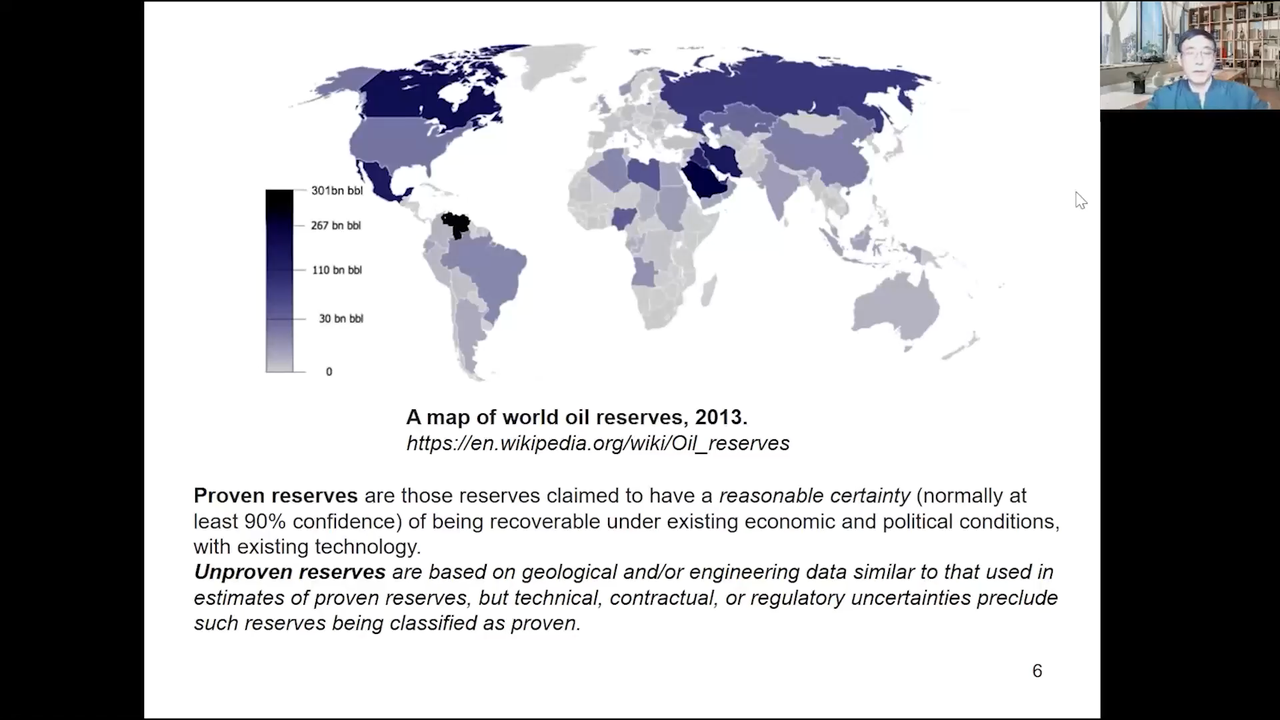 301bn bbl
267 bn bbl
110 bn bbl
30 bn bbl
0
A map of world oil reserves, 2013.
https://en.wikipedia.org/wiki/Oil_reserves
Proven reserves are those reserves claimed to have a reasonable certainty (normally at
least 90% confidence) of being recoverable under existing economic and political conditions,
with existing technology.
Unproven reserves are based on geological and/or engineering data similar to that used in
estimates of proven reserves, but technical, contractual, or regulatory uncertainties preclude
such reserves being classified as proven.
6